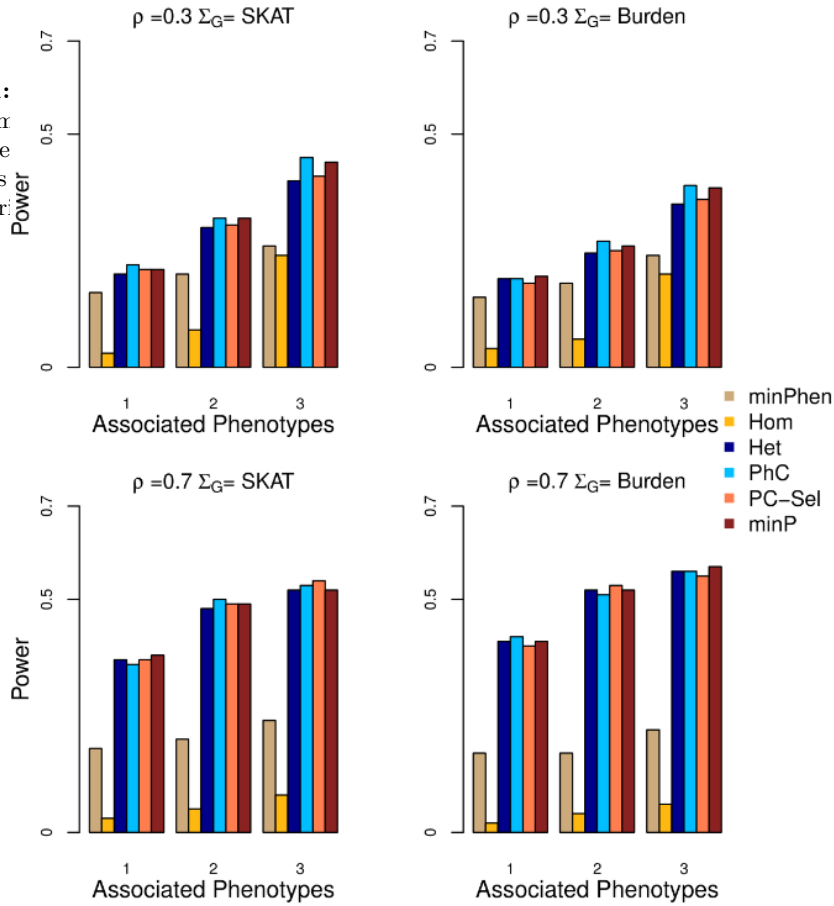 ρ =0.3 Σ_G= SKAT
0.7
0.5
0
Power
1 2 3
Associated Phenotypes
ρ =0.3 Σ_G= Burden
0.7
0.5
0
1 2 3
Associated Phenotypes
minPhen
Hom
Het
PhC
PC−Sel
minP
ρ =0.7 Σ_G= SKAT
0.7
0.5
0
Power
1 2 3
Associated Phenotypes
ρ =0.7 Σ_G= Burden
0.7
0.5
0
1 2 3
Associated Phenotypes